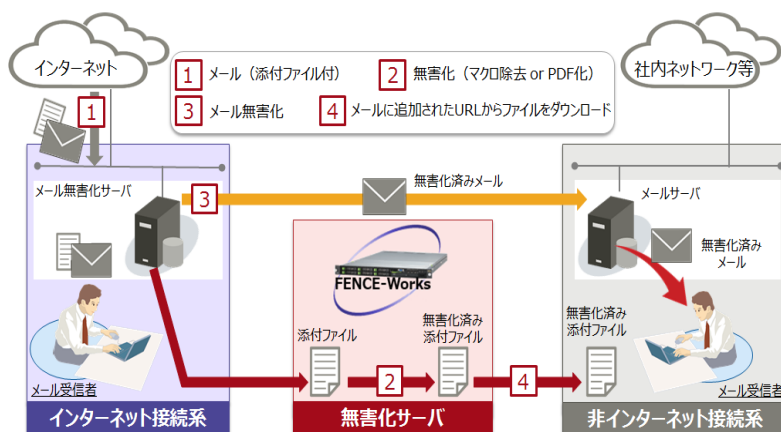 インターネット
社内ネットワーク等
1 メール（添付ファイル付） 2 無害化（マクロ除去 or PDF化）
3 メール無害化 4 メールに追加されたURLからファイルをダウンロード
1
メール無害化サーバ
3
無害化済みメール
メールサーバ
無害化済み
メール
FENCE-Works
添付ファイル
無害化済み
添付ファイル
無害化済み
添付ファイル
2
4
メール受信者
メール受信者
インターネット接続系
無害化サーバ
非インターネット接続系